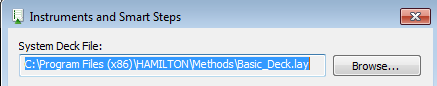 Instruments and Smart Steps
System Deck File:
C:\Program Files (x86)\HAMILTON\Methods\Basic_Deck.lay
Browse...